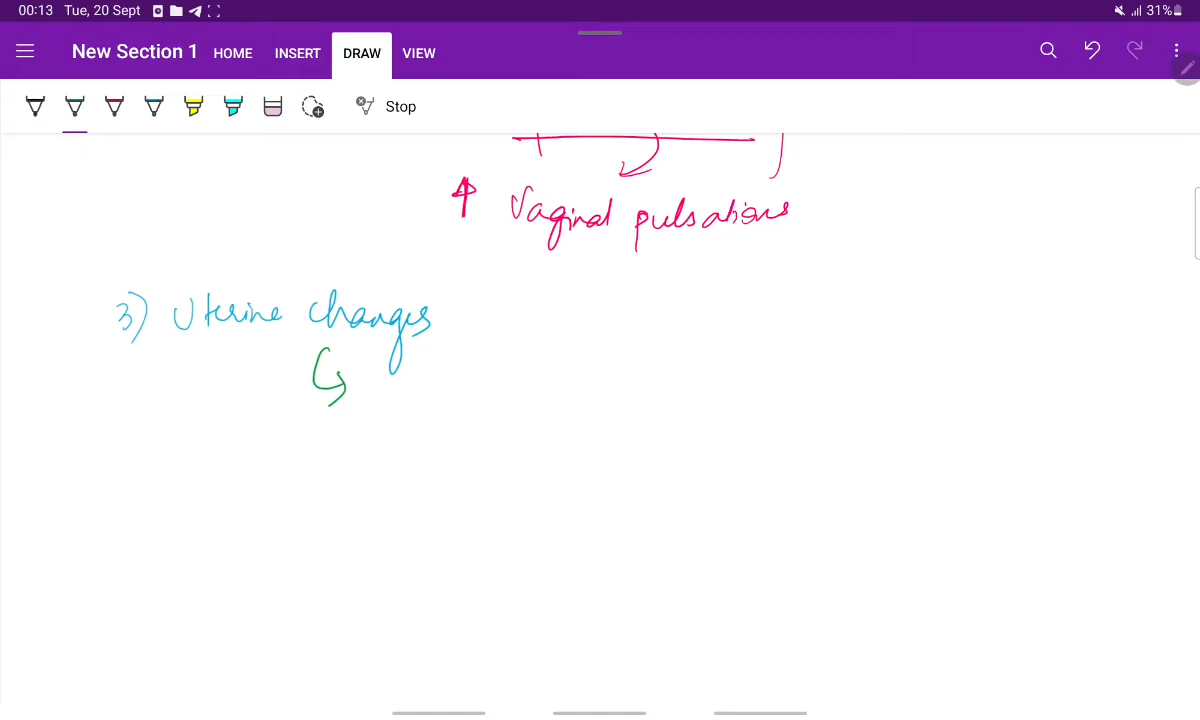 00:13 Tue, 20 Sept 31%
New Section 1 HOME INSERT DRAW VIEW
Stop
↑ Vaginal pulsations
3) Uterine changes